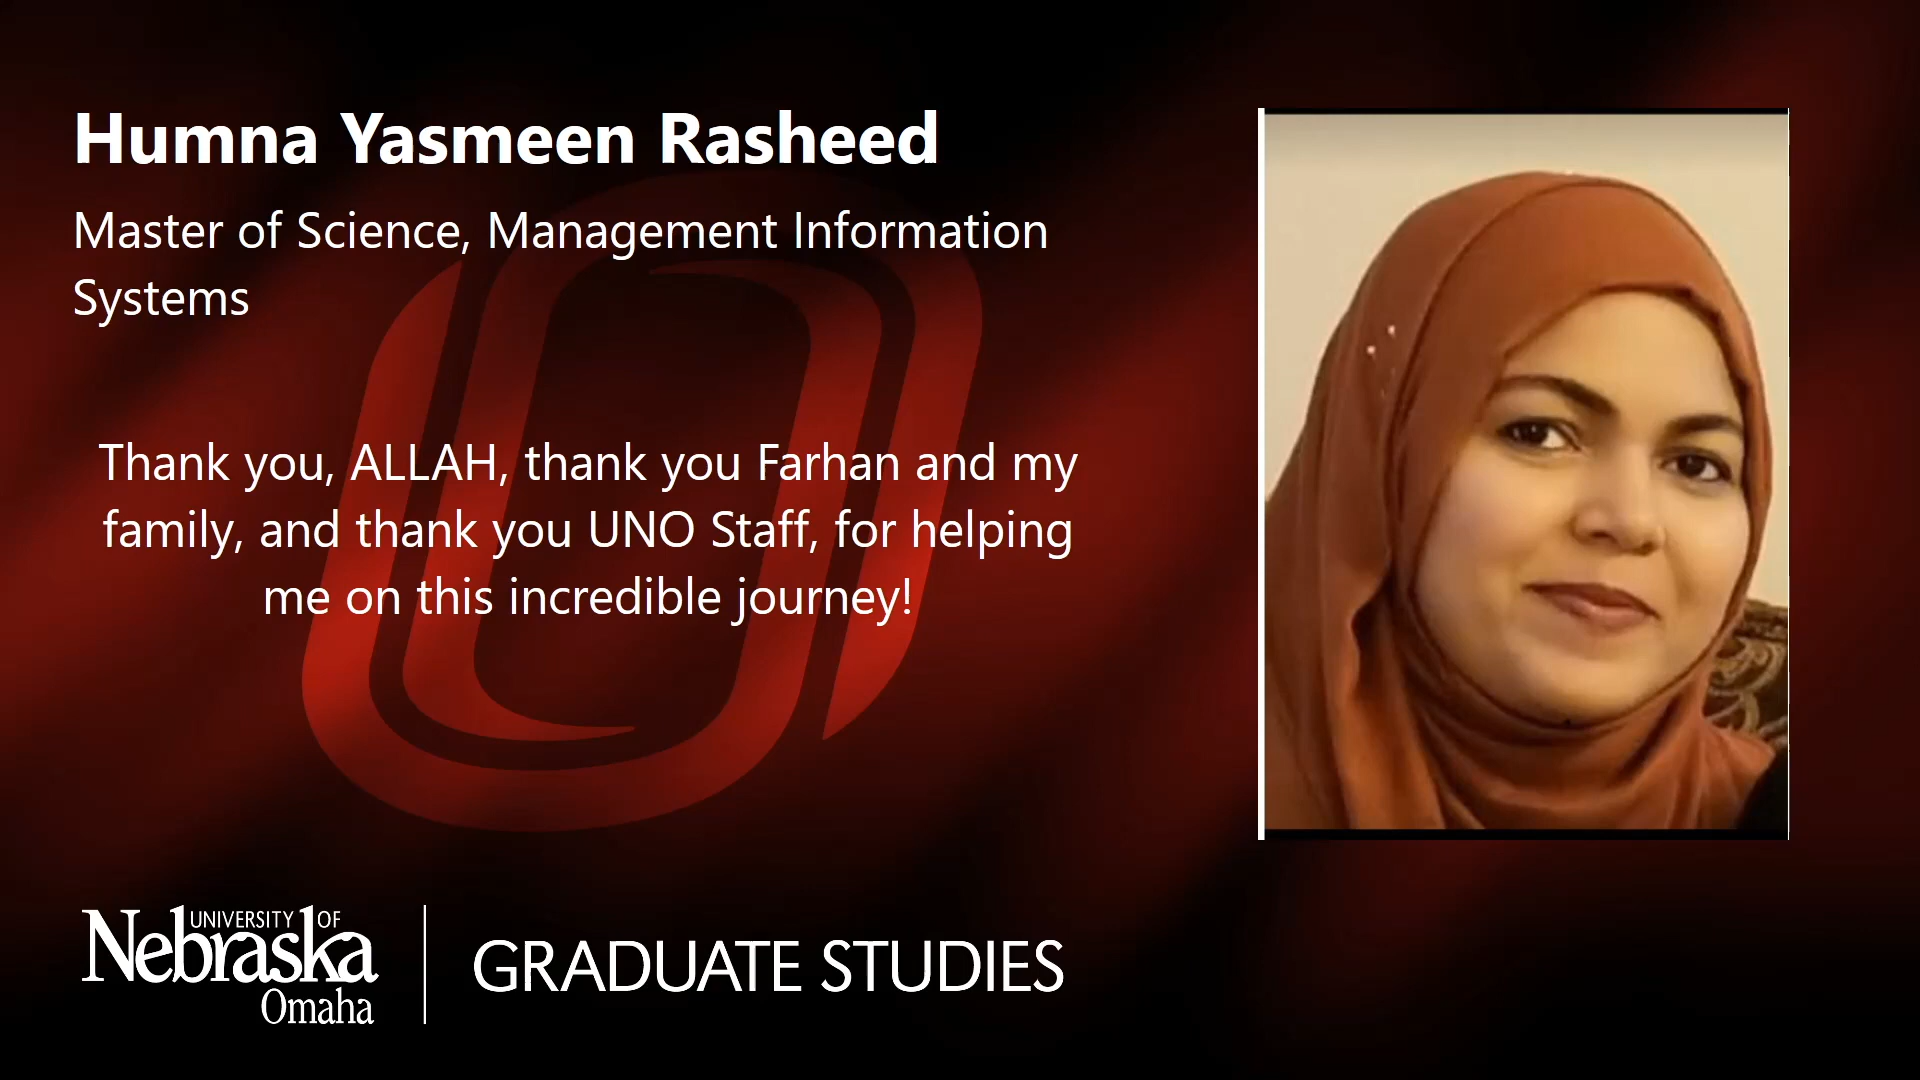 Humna Yasmeen Rasheed
Master of Science, Management Information
Systems
Thank you, ALLAH, thank you Farhan and my
family, and thank you UNO Staff, for helping
me on this incredible journey!
UNIVERSITY OF
Nebraska
Omaha
GRADUATE STUDIES